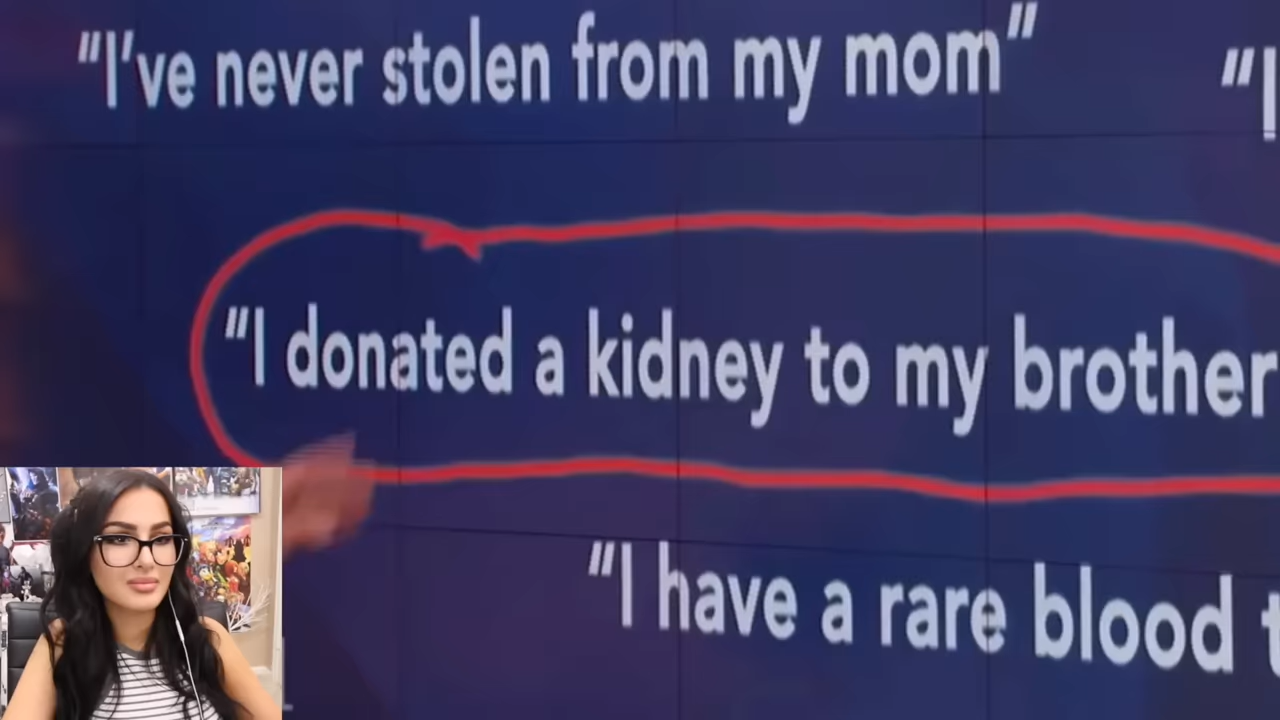 "I've never stolen from my mom"
"I
"I donated a kidney to my brother
"I have a rare blood